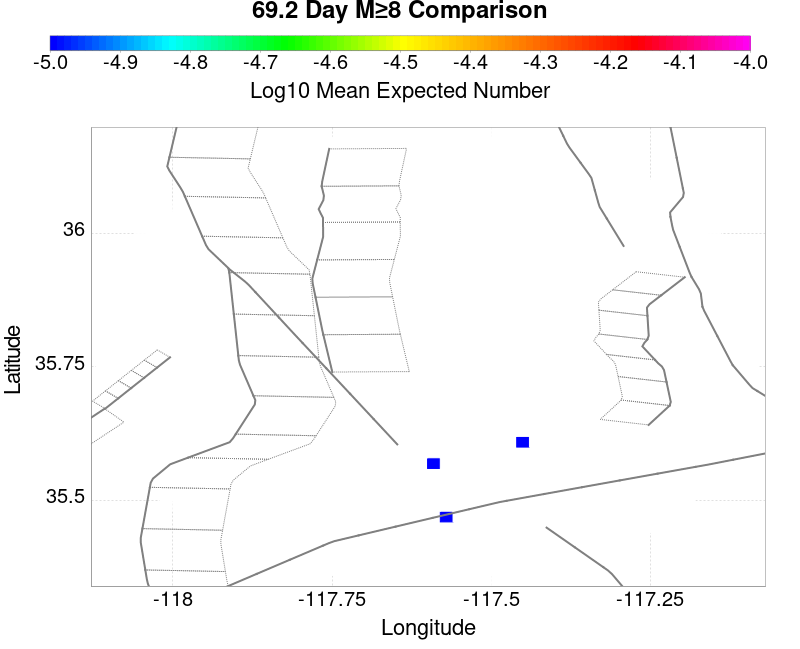 69.2 Day M≥8 Comparison
-5.0 -4.9 -4.8 -4.7 -4.6 -4.5 -4.4 -4.3 -4.2 -4.1 -4.0
Log10 Mean Expected Number
36
35.75
35.5
Latitude
-118 -117.75 -117.5 -117.25
Longitude